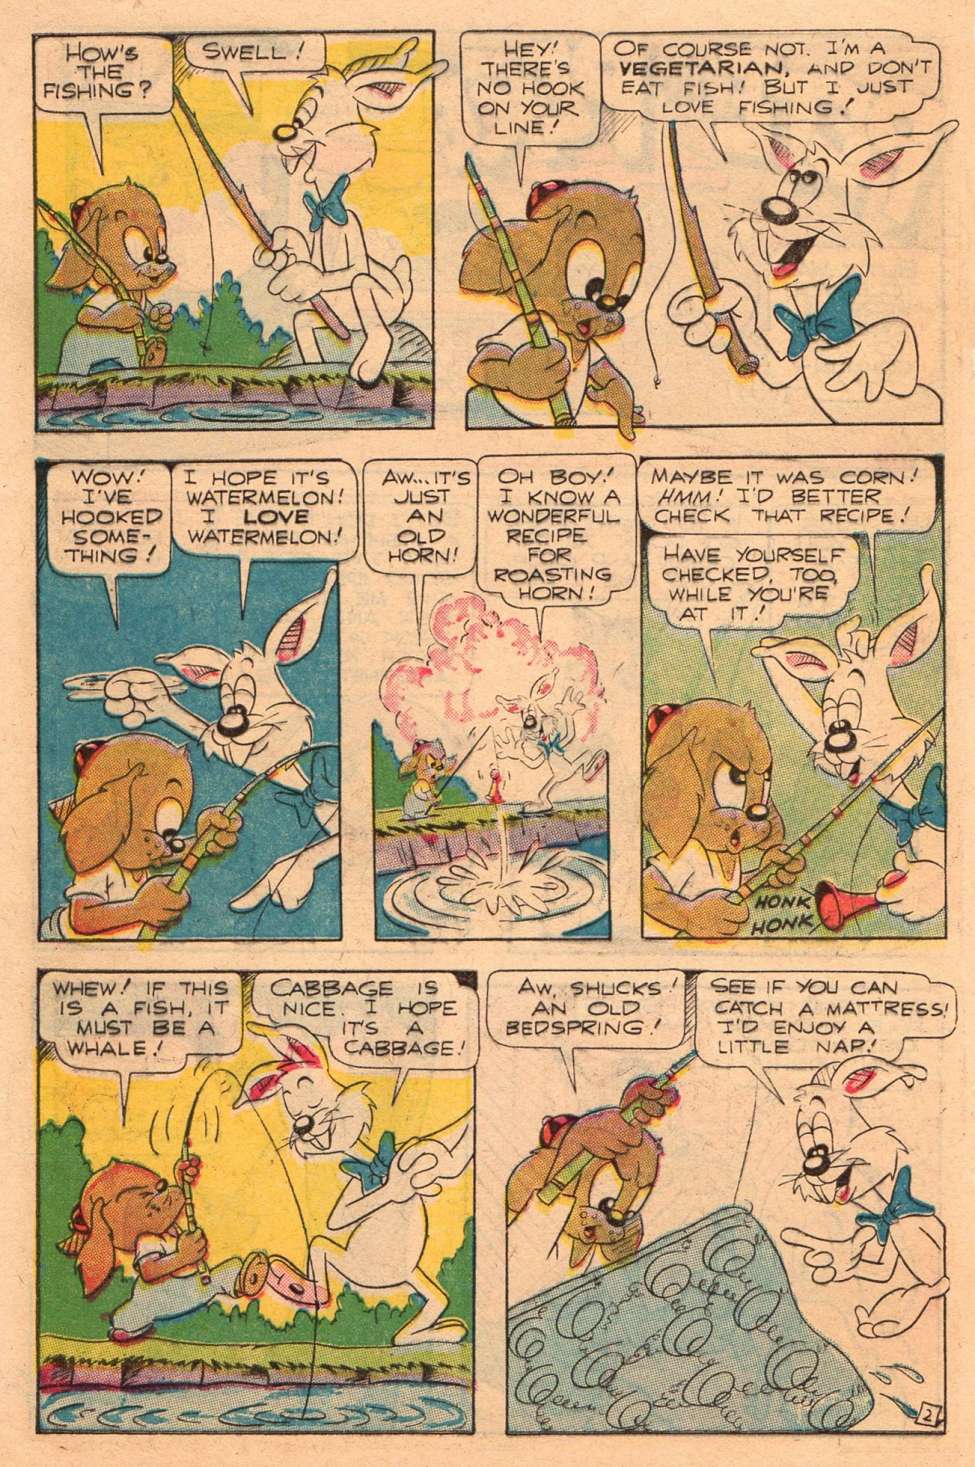 HOW'S
THE
FISHING?
SWELL!
HEY!
THERE'S
NO HOOK
ON YOUR
LINE!
OF COURSE NOT. I'M A
VEGETARIAN, AND DON'T
EAT FISH! BUT I JUST
LOVE FISHING!
WOW!
I'VE
HOOKED
SOME-
THING!
I HOPE IT'S
WATERMELON!
I LOVE
WATERMELON!
AW...IT'S
JUST
AN
OLD
HORN!
OH BOY!
I KNOW A
WONDERFUL
RECIPE
FOR
ROASTING
HORN!
MAYBE IT WAS CORN!
HMM! I'D BETTER
CHECK THAT RECIPE!
HAVE YOURSELF
CHECKED, TOO,
WHILE YOU'RE
AT IT!
HONK
HONK
WHEW! IF THIS
IS A FISH, IT
MUST BE A
WHALE!
CABBAGE IS
NICE. I HOPE
IT'S A
CABBAGE!
AW, SHUCKS!
AN OLD
BEDSPRING!
SEE IF YOU CAN
CATCH A MATTRESS!
I'D ENJOY A
LITTLE NAP!
2